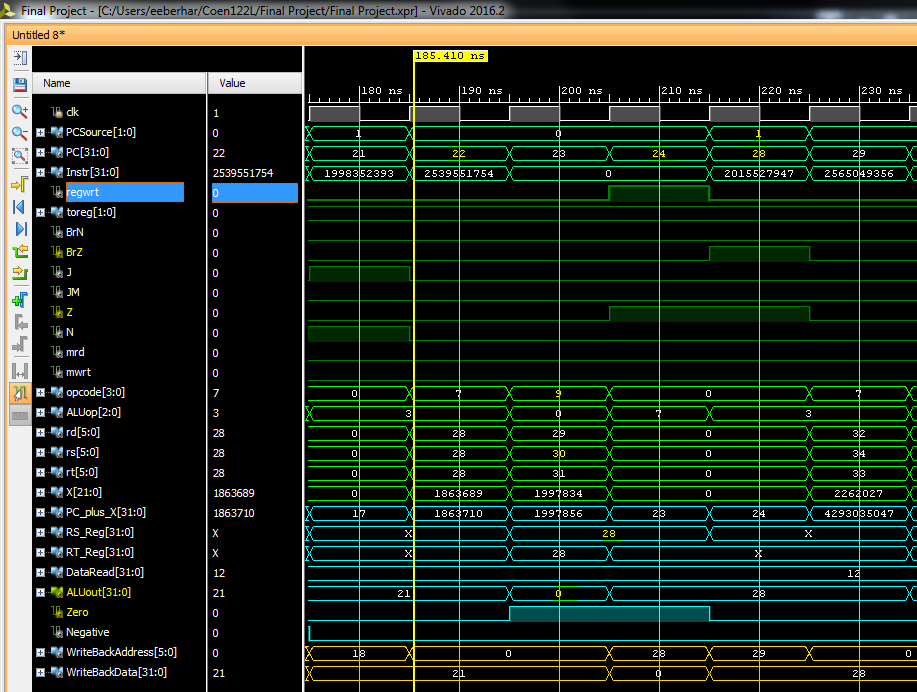 Final Project - [C:/Users/eeberhar/Coen122L/Final Project/Final Project.xpr] - Vivado 2016.2
Untitled 8*
185.410 ns
Name Value
180 ns 190 ns 200 ns 210 ns 220 ns 230 ns
clk 1
PCSource[1:0] 0 1 0 1
PC[31:0] 22 21 22 23 24 28 29
Instr[31:0] 2539551754 1998352393 2539551754 0 2015527947 2565049356
regwrt 0
toreg[1:0] 0
BrN 0
BrZ 0
J 0
JM 0
Z 0
N 0
mrd 0
mwrt 0
opcode[3:0] 7 0 7 9 0 7
ALUop[2:0] 3 3 0 7 3
rd[5:0] 28 0 28 29 0 32
rs[5:0] 28 0 28 30 0 34
rt[5:0] 28 0 28 31 0 33
X[21:0] 1863689 0 1863689 1997834 0 2262027
PC_plus_X[31:0] 1863710 17 1863710 1997856 23 24 4293035047
RS_Reg[31:0] X X 28 X
RT_Reg[31:0] X X 28 X
DataRead[31:0] 12 12
ALUout[31:0] 21 21 0 28
Zero 0
Negative 0
WriteBackAddress[5:0] 0 18 0 28 29 0
WriteBackData[31:0] 21 21 0 28